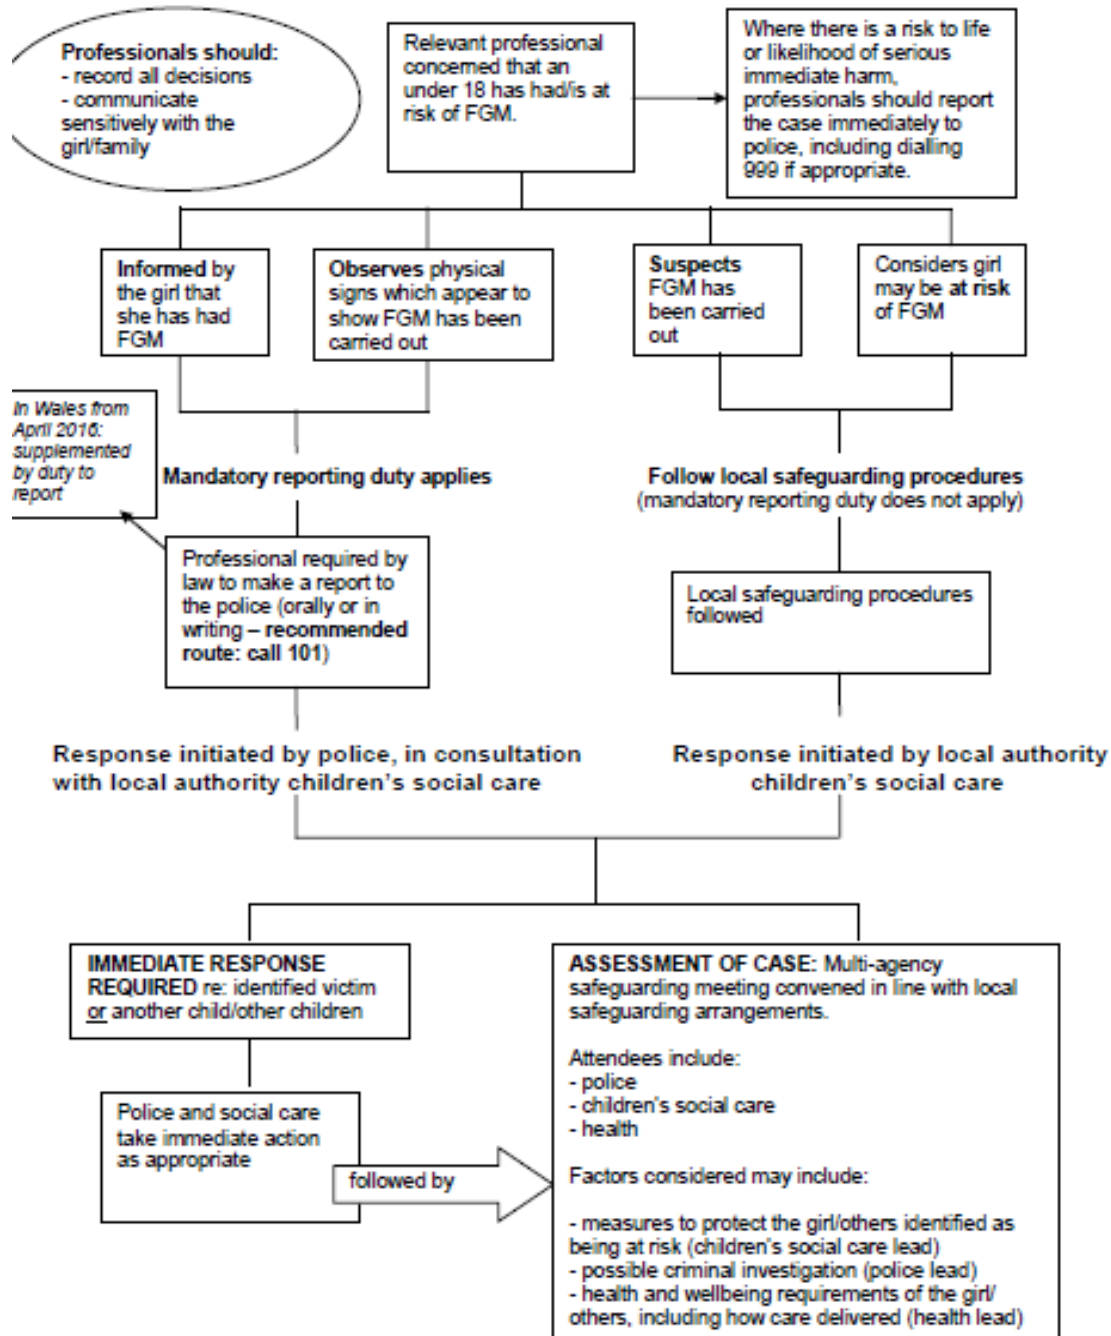 Professionals should:
- record all decisions
- communicate
sensitively with the
girl/family
Relevant professional
concerned that an
under 18 has had/is at
risk of FGM.
Where there is a risk to life
or likelihood of serious
immediate harm,
professionals should report
the case immediately to
police, including dialling
999 if appropriate.
Informed by
the girl that
she has had
FGM
Observes physical
signs which appear to
show FGM has been
carried out
Suspects
FGM has
been carried
out
Considers girl
may be at risk
of FGM
In Wales from
April 2016:
supplemented
by duty to
report
Mandatory reporting duty applies
Follow local safeguarding procedures
(mandatory reporting duty does not apply)
Professional required by
law to make a report to
the police (orally or in
writing – recommended
route: call 101)
Local safeguarding procedures
followed
Response initiated by police, in consultation
with local authority children's social care
Response initiated by local authority
children's social care
IMMEDIATE RESPONSE
REQUIRED re: identified victim
or another child/other children
Police and social care
take immediate action
as appropriate
followed by
ASSESSMENT OF CASE: Multi-agency
safeguarding meeting convened in line with local
safeguarding arrangements.
Attendees include:
- police
- children's social care
- health
Factors considered may include:
- measures to protect the girl/others identified as
being at risk (children's social care lead)
- possible criminal investigation (police lead)
- health and wellbeing requirements of the girl/
others, including how care delivered (health lead)